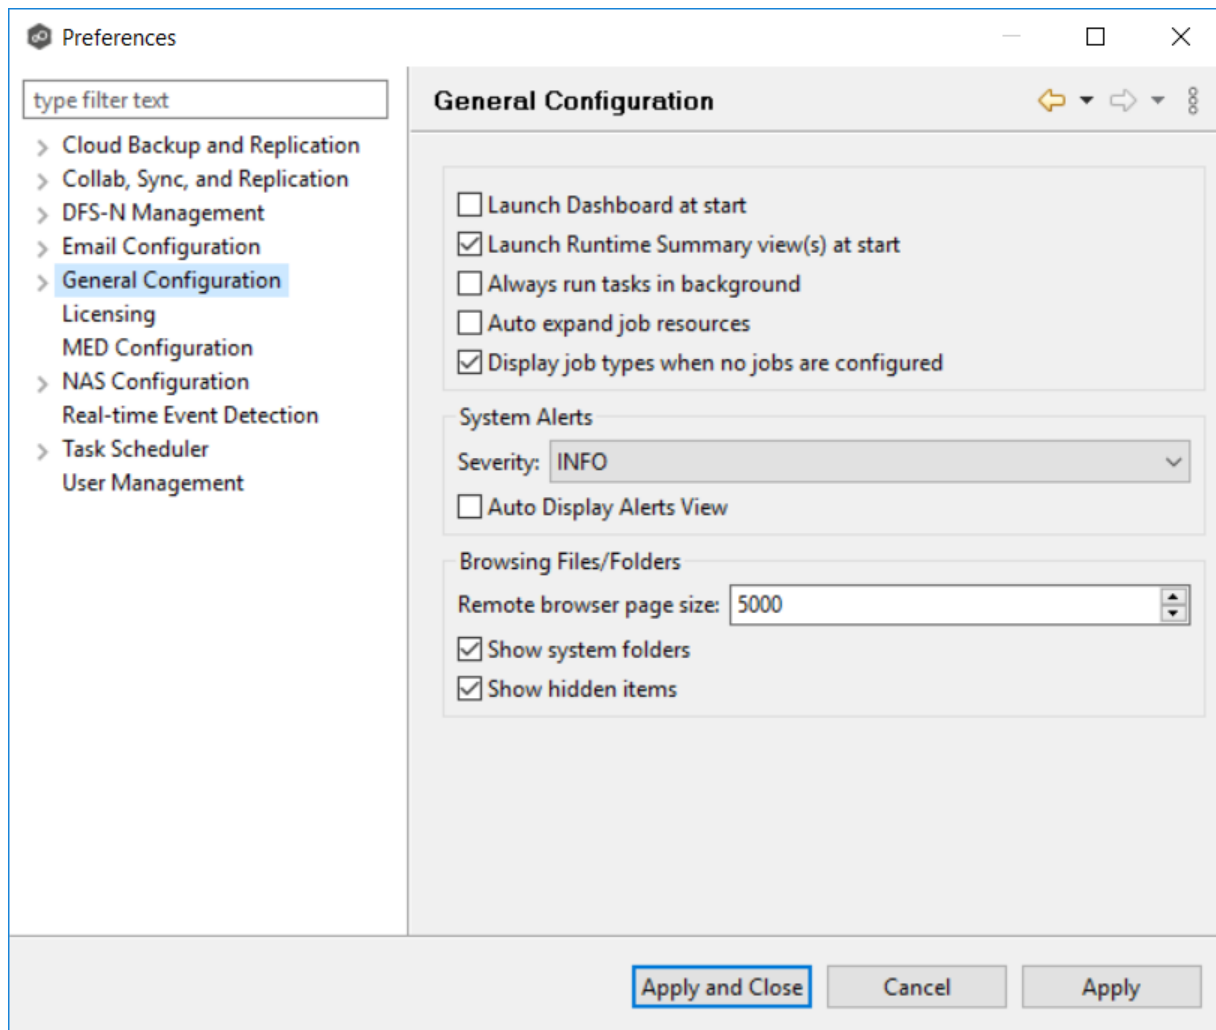 Preferences
type filter text
Cloud Backup and Replication
Collab, Sync, and Replication
DFS-N Management
Email Configuration
General Configuration
Licensing
MED Configuration
NAS Configuration
Real-time Event Detection
Task Scheduler
User Management
General Configuration
Launch Dashboard at start
Launch Runtime Summary view(s) at start
Always run tasks in background
Auto expand job resources
Display job types when no jobs are configured
System Alerts
Severity: INFO
Auto Display Alerts View
Browsing Files/Folders
Remote browser page size: 5000
Show system folders
Show hidden items
Apply and Close Cancel Apply